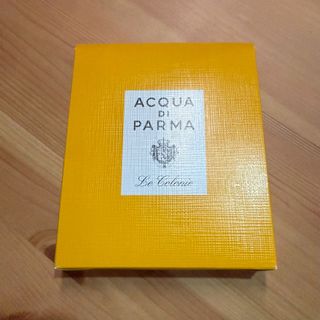 ACQUA
DI
PARMA
Le Colonie